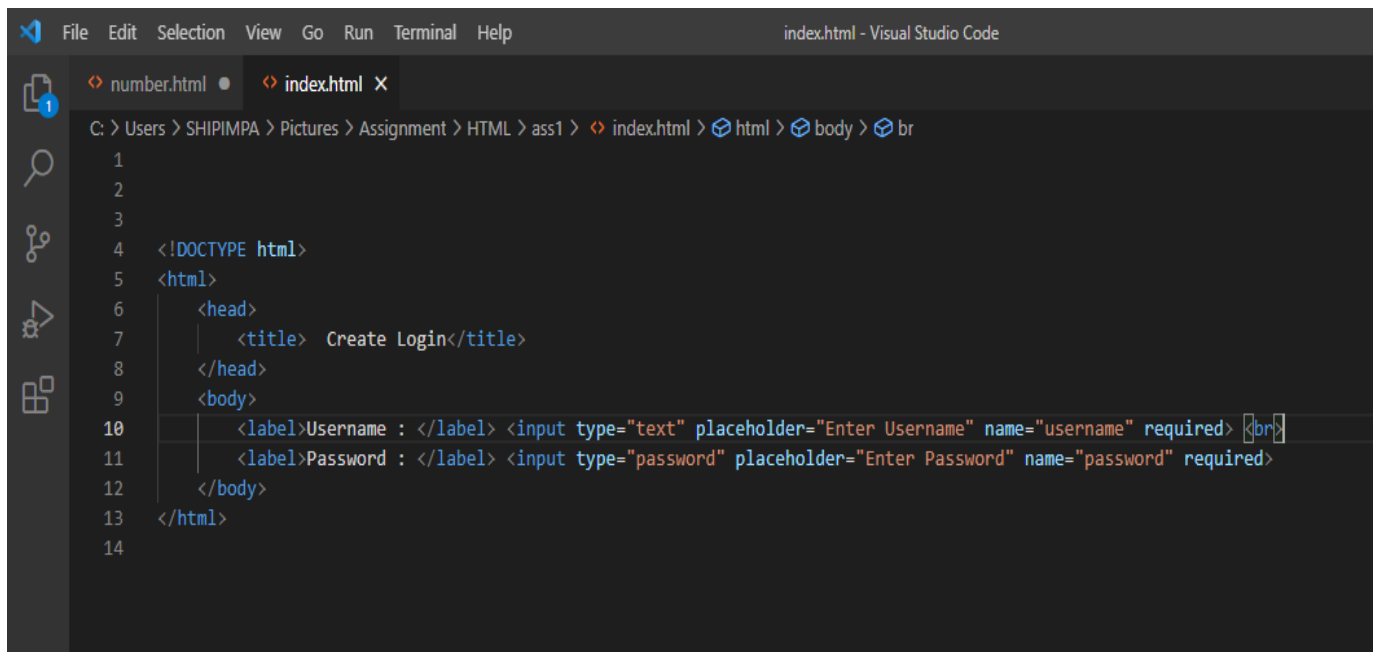 File Edit Selection View Go Run Terminal Help index.html - Visual Studio Code
number.html index.html
1
C: > Users > SHIPIMPA > Pictures > Assignment > HTML > ass1 > index.html > html > body > br
1
2
3
4 <!DOCTYPE html>
5 <html>
6 <head>
7 <title>  Create Login</title>
8 </head>
9 <body>
10 <label>Username : </label> <input type="text" placeholder="Enter Username" name="username" required> <br>
11 <label>Password : </label> <input type="password" placeholder="Enter Password" name="password" required>
12 </body>
13 </html>
14